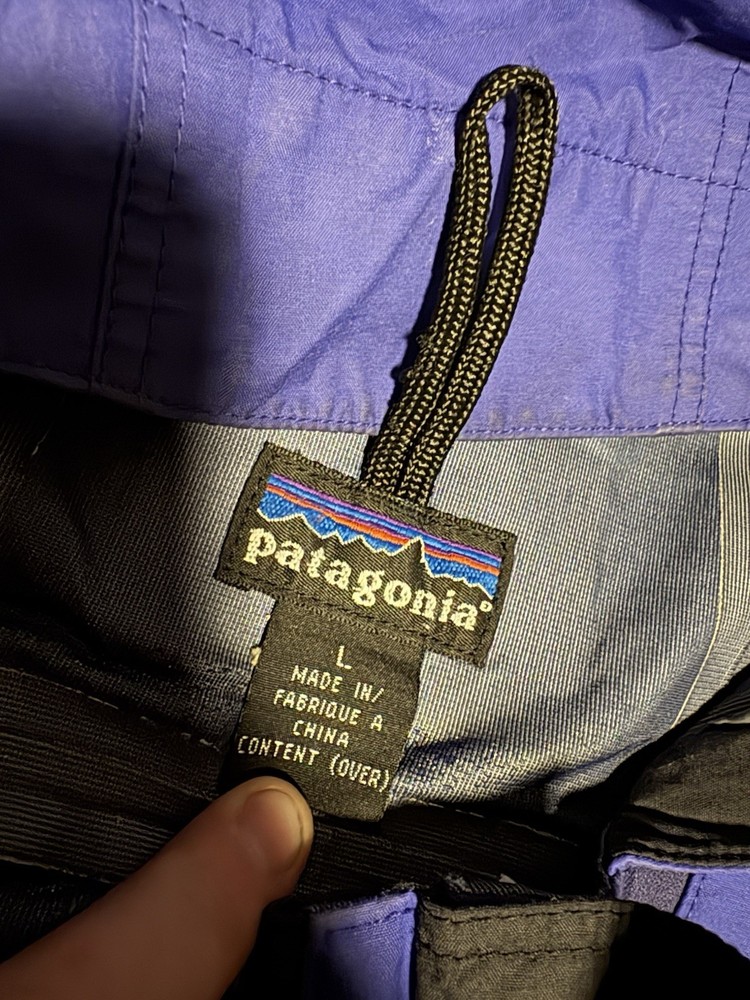 patagonia®
L
MADE IN/
FABRIQUE A
CHINA
CONTENT (OVER)